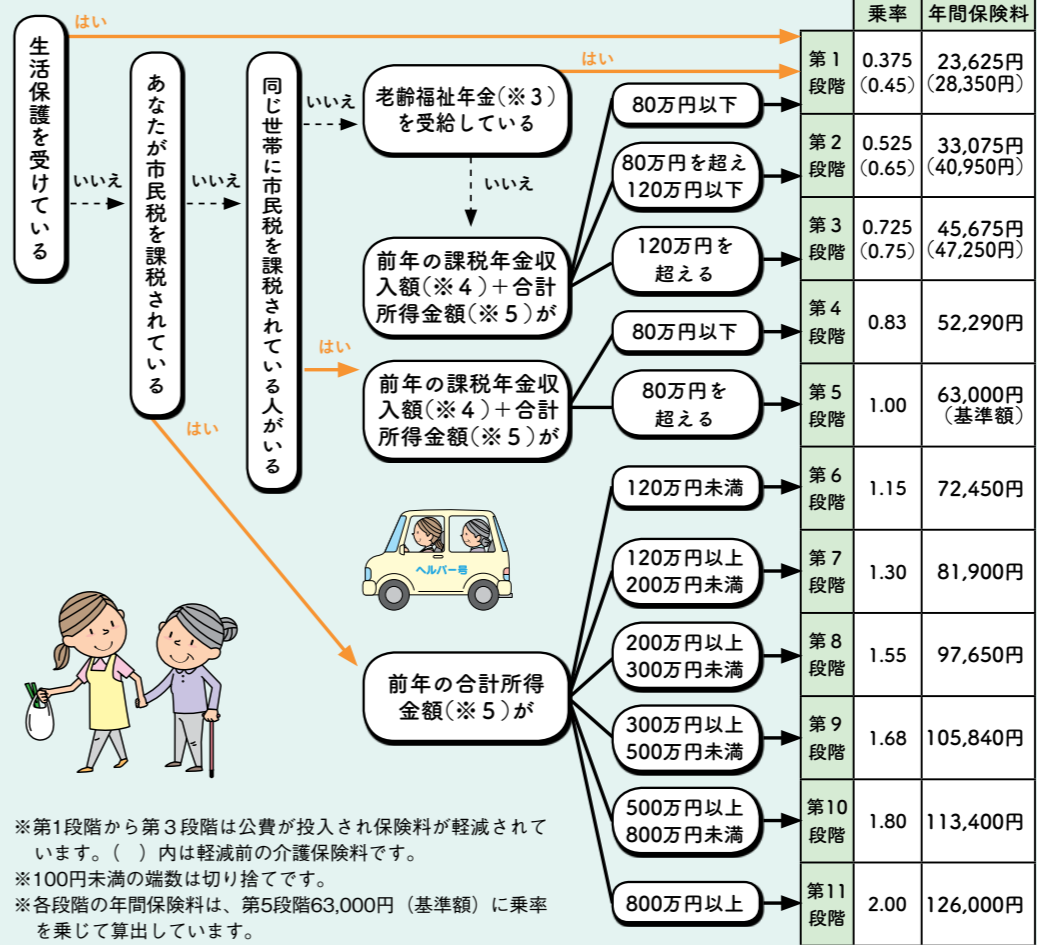 乗率
年間保険料
はい
生活保護を受けている
いいえ
あなたが市民税を課税されている
いいえ
はい
同じ世帯に市民税を課税されている人がいる
いいえ
はい
老齢福祉年金(※3)
を受給している
はい
いいえ
前年の課税年金収
入額(※4)+合計
所得金額(※5)が
80万円以下
80万円を超え
120万円以下
120万円を
超える
前年の課税年金収
入額(※4)+合計
所得金額(※5)が
80万円以下
80万円を
超える
前年の合計所得
金額(※5)が
120万円未満
120万円以上
200万円未満
200万円以上
300万円未満
300万円以上
500万円未満
500万円以上
800万円未満
800万円以上
第1
段階
0.375
(0.45)
23,625円
(28,350円)
第2
段階
0.525
(0.65)
33,075円
(40,950円)
第3
段階
0.725
(0.75)
45,675円
(47,250円)
第4
段階
0.83
52,290円
第5
段階
1.00
63,000円
(基準額)
第6
段階
1.15
72,450円
第7
段階
1.30
81,900円
第8
段階
1.55
97,650円
第9
段階
1.68
105,840円
第10
段階
1.80
113,400円
第11
段階
2.00
126,000円
ヘルパー号
※第1段階から第3段階は公費が投入され保険料が軽減されて
います。( )内は軽減前の介護保険料です。
※100円未満の端数は切り捨てです。
※各段階の年間保険料は、第5段階63,000円(基準額)に乗率
を乗じて算出しています。